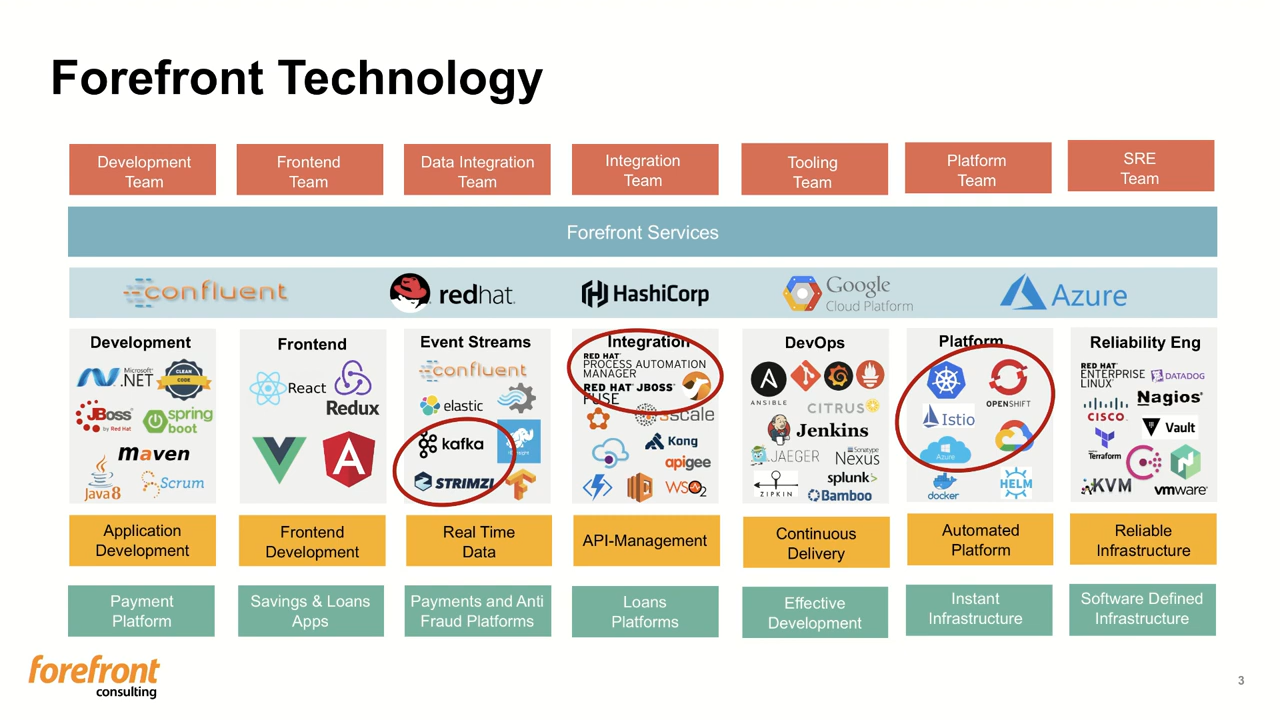 Forefront Technology
Development
Team
Frontend
Team
Data Integration
Team
Integration
Team
Tooling
Team
Platform
Team
SRE
Team
Forefront Services
confluent
redhat.
HashiCorp
Google
Cloud Platform
Azure
Development
Microsoft
.NET
CLEAN
CODE
JBoss
by Red Hat
spring
boot
maven
Java8
Scrum
Frontend
React
Redux
Event Streams
confluent
elastic
kafka
STRIMZI
Integration
RED HAT
PROCESS AUTOMATION
MANAGER
RED HAT JBOSS
FUSE
Kong
apigee
WSO2
DevOps
ANSIBLE
CITRUS
Jenkins
JAEGER
Sonatype
Nexus
splunk>
ZIPKIN
Bamboo
Platform
OPENSHIFT
Istio
Azure
docker
HELM
Reliability Eng
RED HAT
ENTERPRISE
LINUX
DATADOG
Nagios
CISCO
Vault
Terraform
KVM
vmware
Application
Development
Frontend
Development
Real Time
Data
API-Management
Continuous
Delivery
Automated
Platform
Reliable
Infrastructure
Payment
Platform
Savings & Loans
Apps
Payments and Anti
Fraud Platforms
Loans
Platforms
Effective
Development
Instant
Infrastructure
Software Defined
Infrastructure
forefront
consulting
3